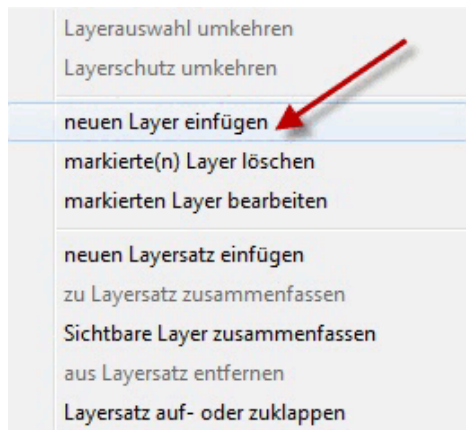 Layerauswahl umkehren
Layerschutz umkehren
neuen Layer einfügen
markierte(n) Layer löschen
markierten Layer bearbeiten
neuen Layersatz einfügen
zu Layersatz zusammenfassen
Sichtbare Layer zusammenfassen
aus Layersatz entfernen
Layersatz auf- oder zuklappen